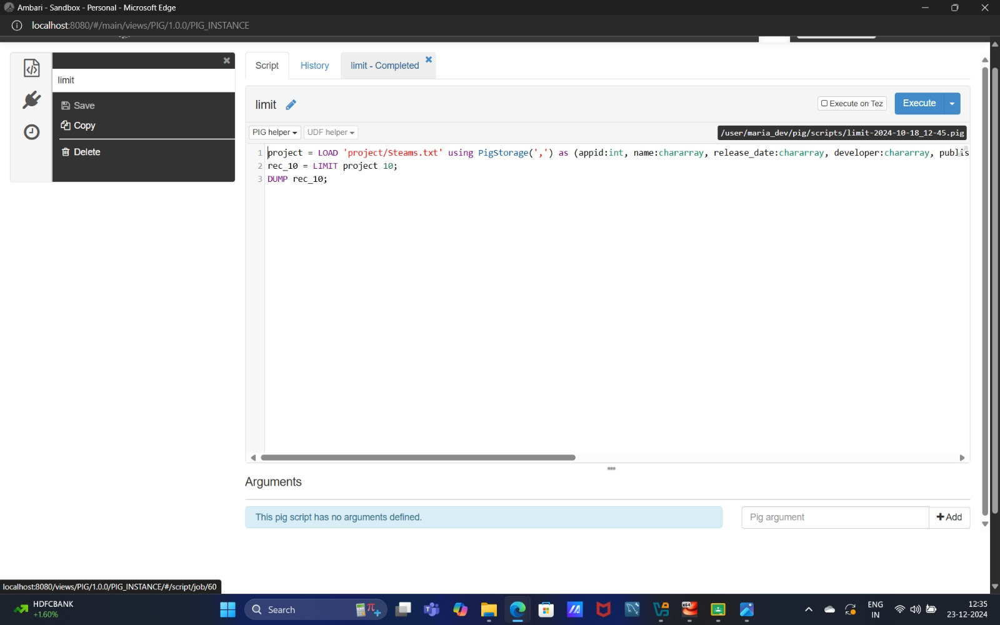 Ambari - Sandbox - Personal - Microsoft Edge
localhost:8080/#/main/views/PIG/1.0.0/PIG_INSTANCE
limit
Save
Copy
Delete
Script History limit - Completed
limit
Execute on Tez Execute
PIG helper UDF helper /user/maria_dev/pig/scripts/limit-2024-10-18_12-45.pig
1 project = LOAD 'project/Steams.txt' using PigStorage(',') as (appid:int, name:chararray, release_date:chararray, developer:chararray, publis
2 rec_10 = LIMIT project 10;
3 DUMP rec_10;
Arguments
This pig script has no arguments defined.
Pig argument +Add
localhost:8080/views/PIG/1.0.0/PIG_INSTANCE/#/script/job/60
HDFCBANK
+1.60%
Search
ENG
IN
12:35
23-12-2024